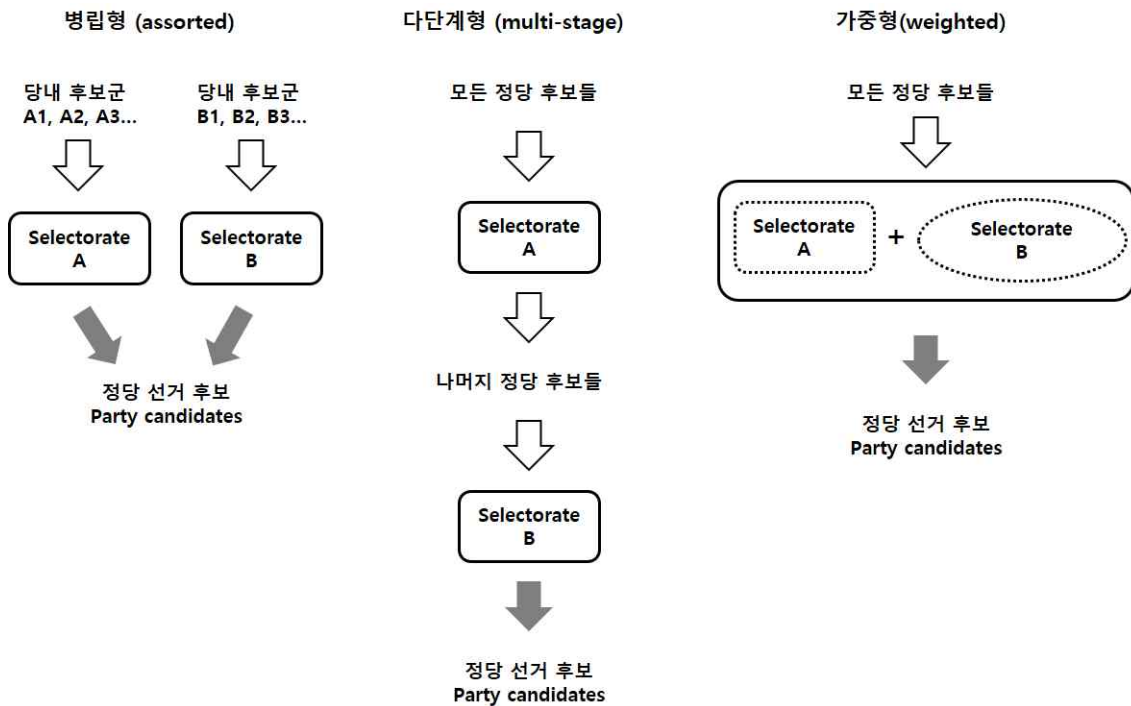 병립형 (assorted)
당내 후보군
A1, A2, A3...
당내 후보군
B1, B2, B3...
Selectorate
A
Selectorate
B
정당 선거 후보
Party candidates
다단계형 (multi-stage)
모든 정당 후보들
Selectorate
A
나머지 정당 후보들
Selectorate
B
정당 선거 후보
Party candidates
가중형(weighted)
모든 정당 후보들
Selectorate
A
+
Selectorate
B
정당 선거 후보
Party candidates